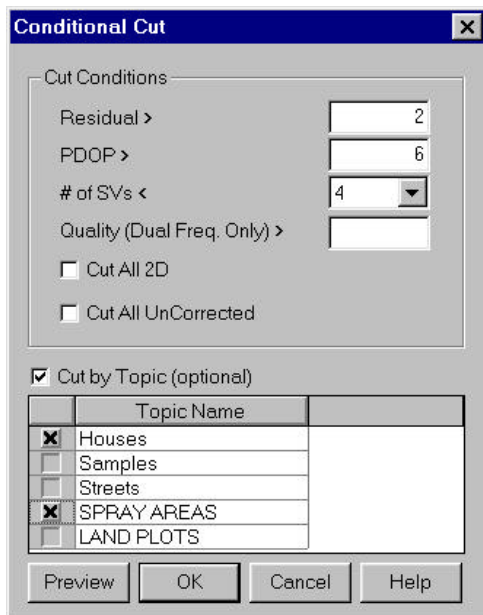 Conditional Cut
Cut Conditions
Residual > 2
PDOP > 6
# of SVs < 4
Quality (Dual Freq. Only) >
Cut All 2D
Cut All UnCorrected
Cut by Topic (optional)
Topic Name
Houses
Samples
Streets
SPRAY AREAS
LAND PLOTS
Preview OK Cancel Help